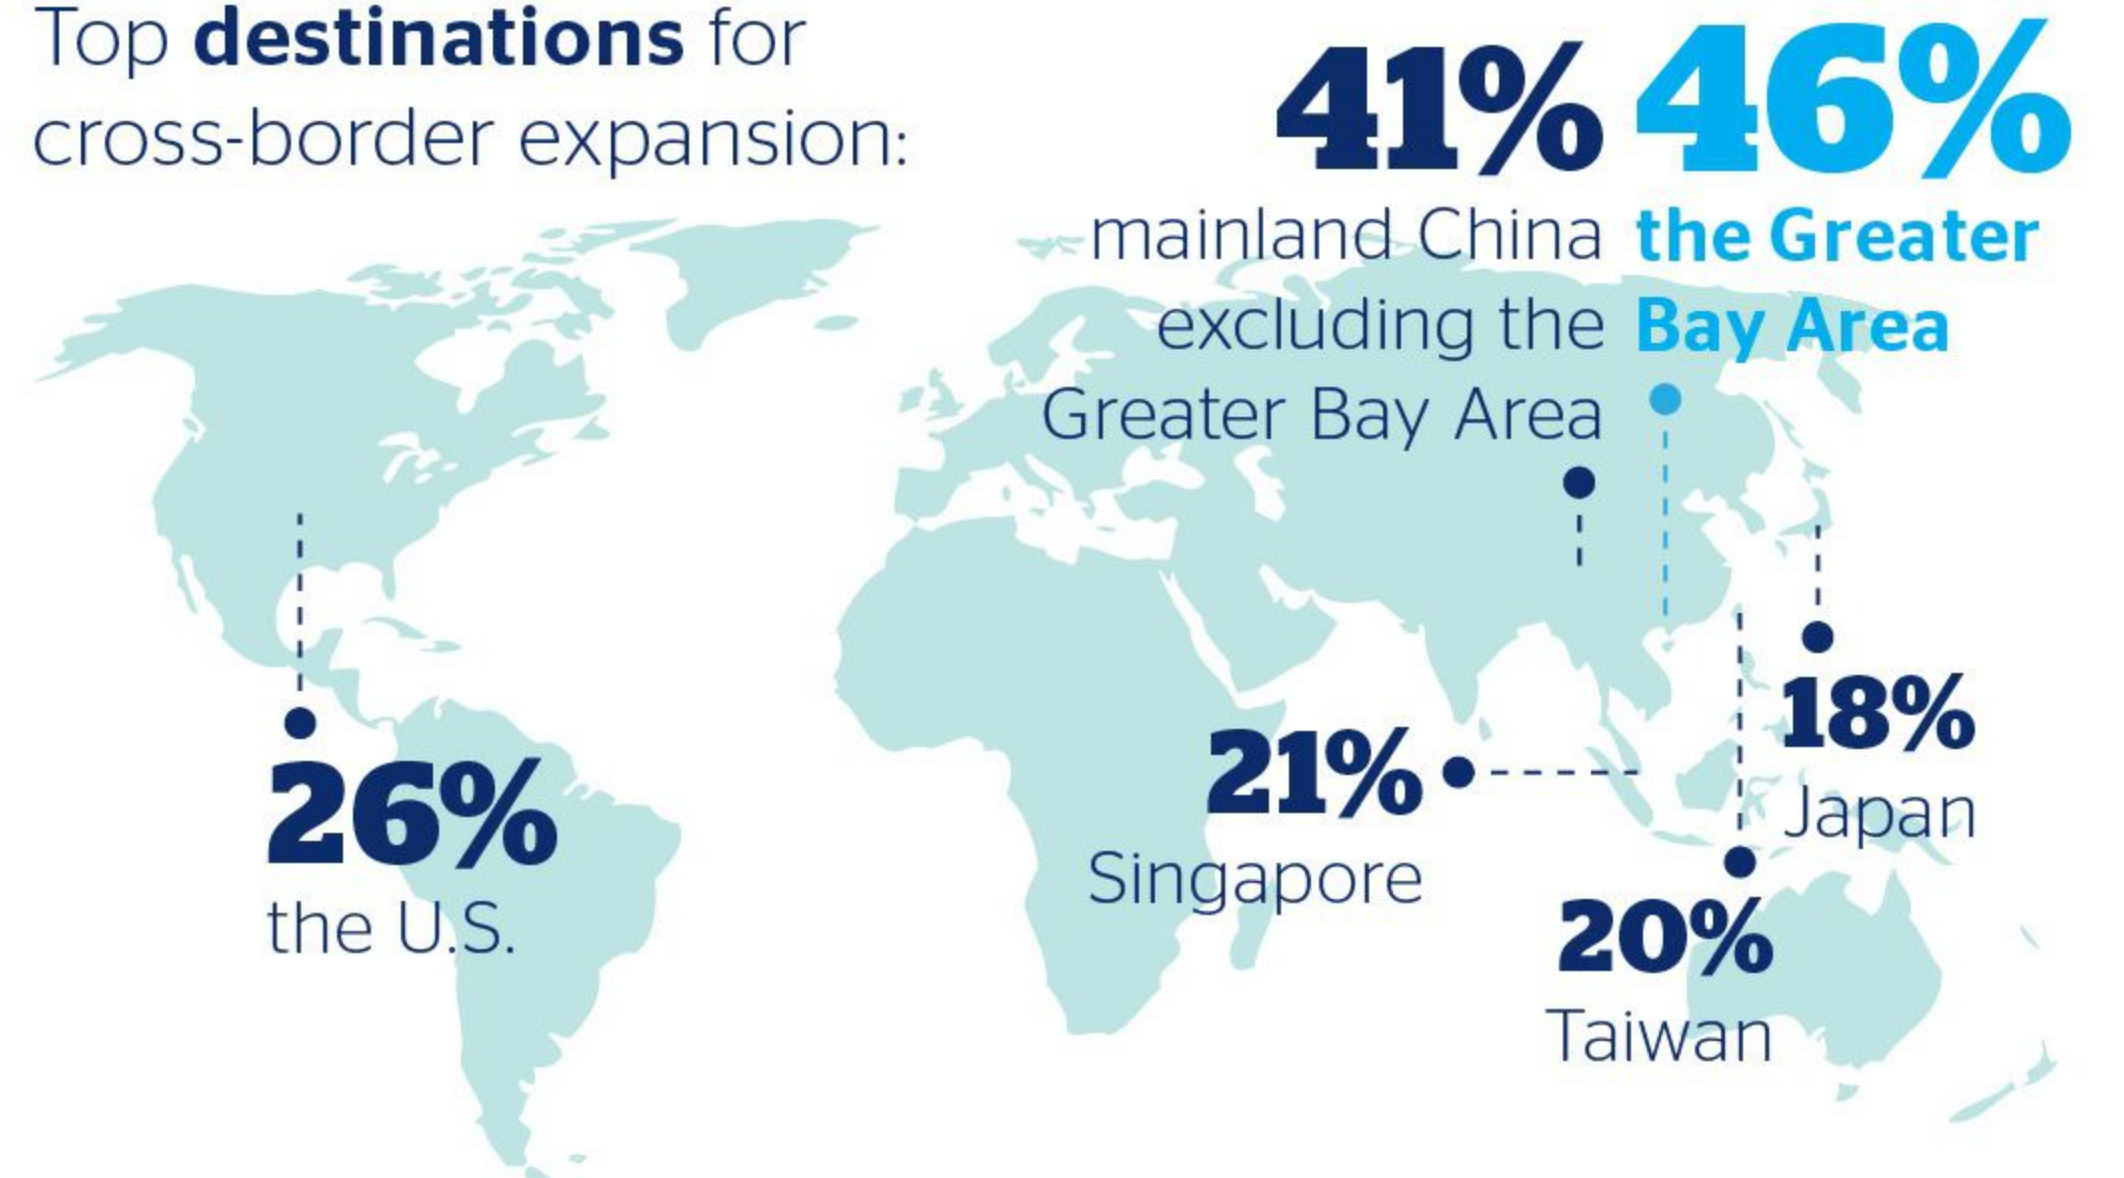 Top destinations for
cross-border expansion:
41%
mainland China
excluding the
Greater Bay Area
46%
the Greater
Bay Area
26%
the U.S.
21%
Singapore
18%
Japan
20%
Taiwan